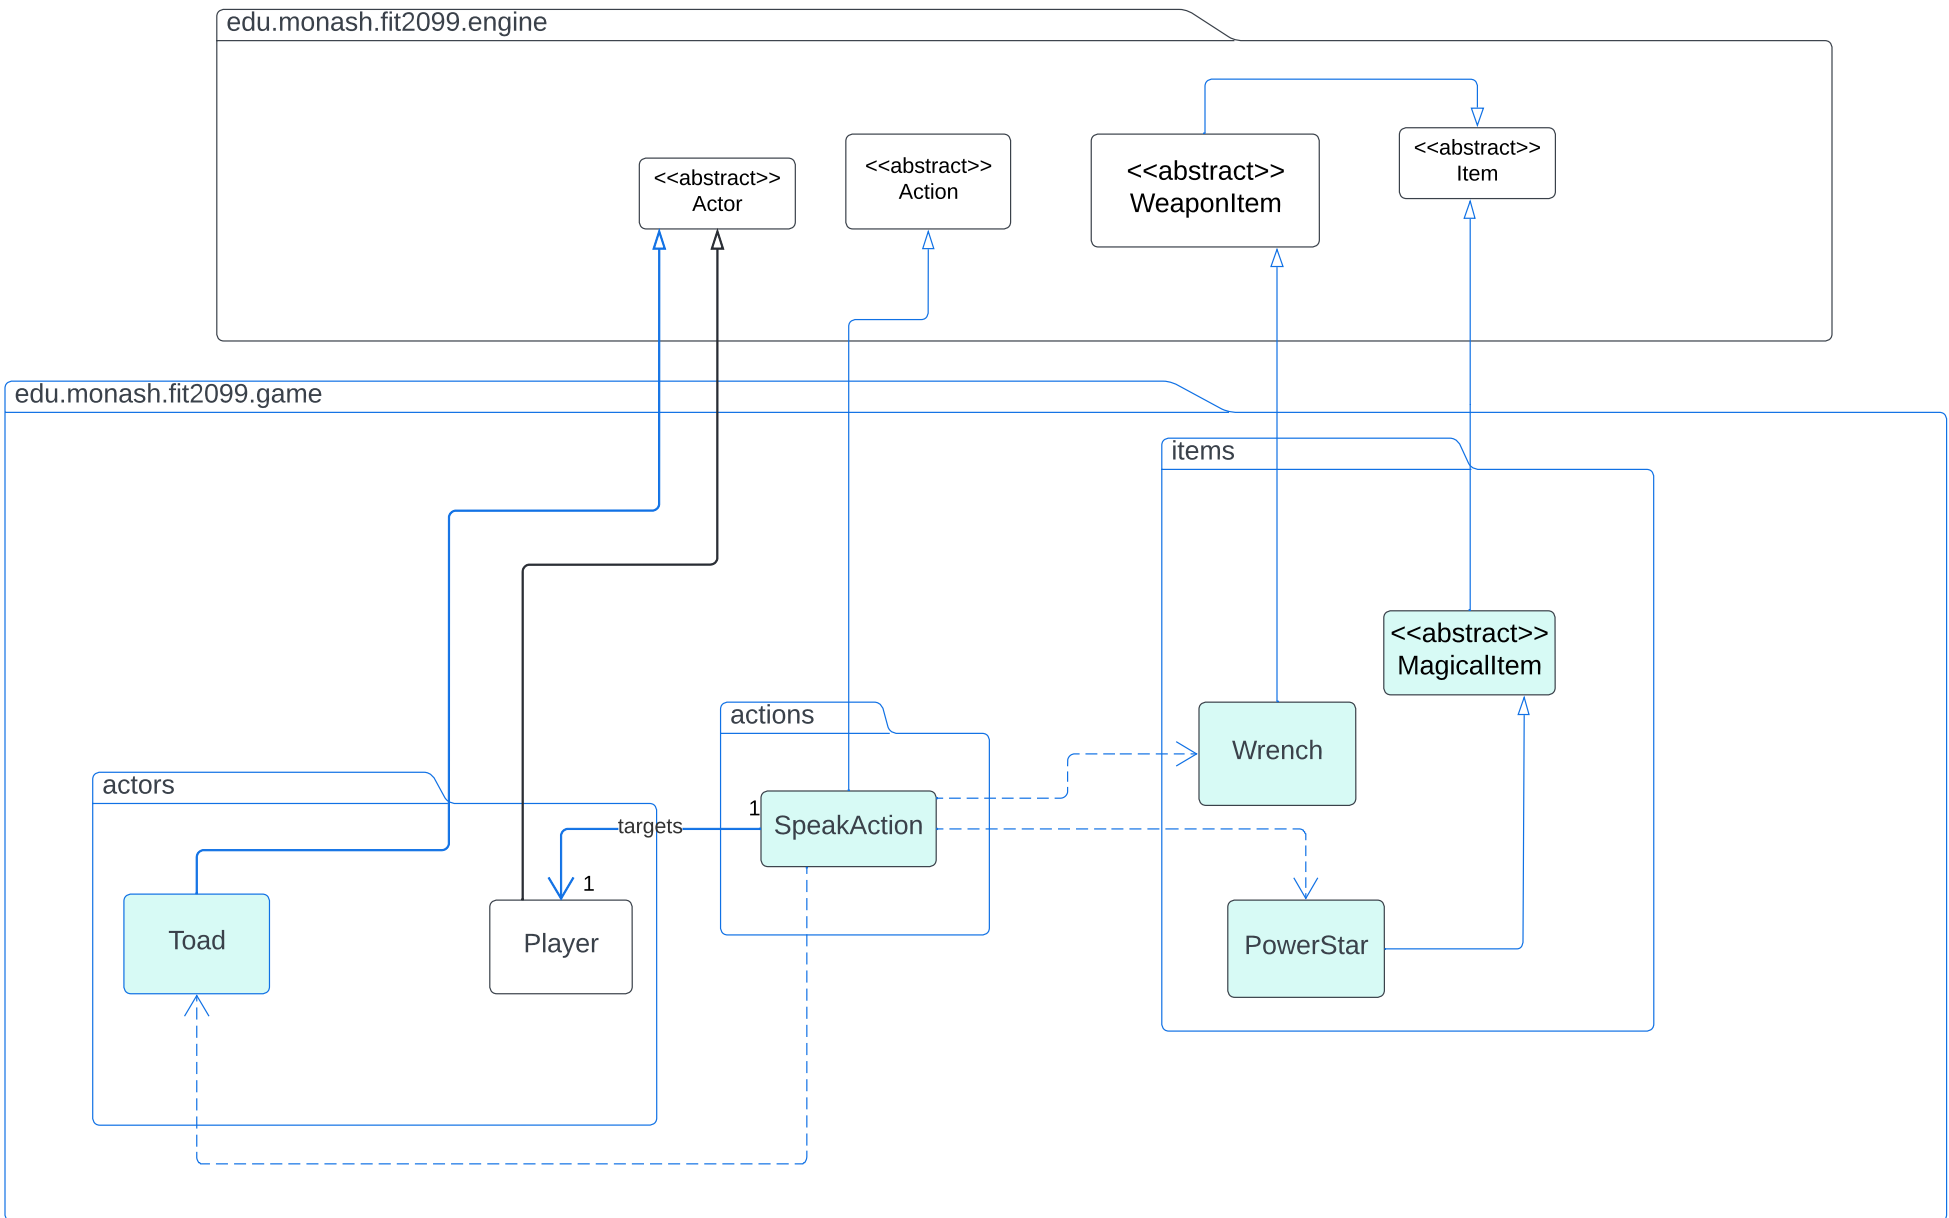 edu.monash.fit2099.engine
<<abstract>>
Actor
<<abstract>>
Action
<<abstract>>
WeaponItem
<<abstract>>
Item
edu.monash.fit2099.game
items
<<abstract>>
MagicalItem
actions
Wrench
actors
1
SpeakAction
targets
1
Toad
Player
PowerStar